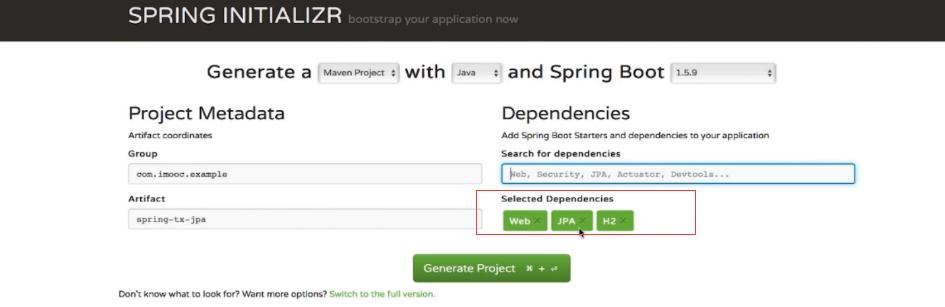 SPRING INITIALIZR bootstrap your application now
Generate a Maven Project with Java and Spring Boot 1.5.9
Project Metadata
Artifact coordinates
Group
com.imooc.example
Artifact
spring-tx-jpa
Dependencies
Add Spring Boot Starters and dependencies to your application
Search for dependencies
Web, Security, JPA, Actuator, Devtools...
Selected Dependencies
Web × JPA × H2 ×
Generate Project ⌘ + ⏎
Don't know what to look for? Want more options? Switch to the full version.